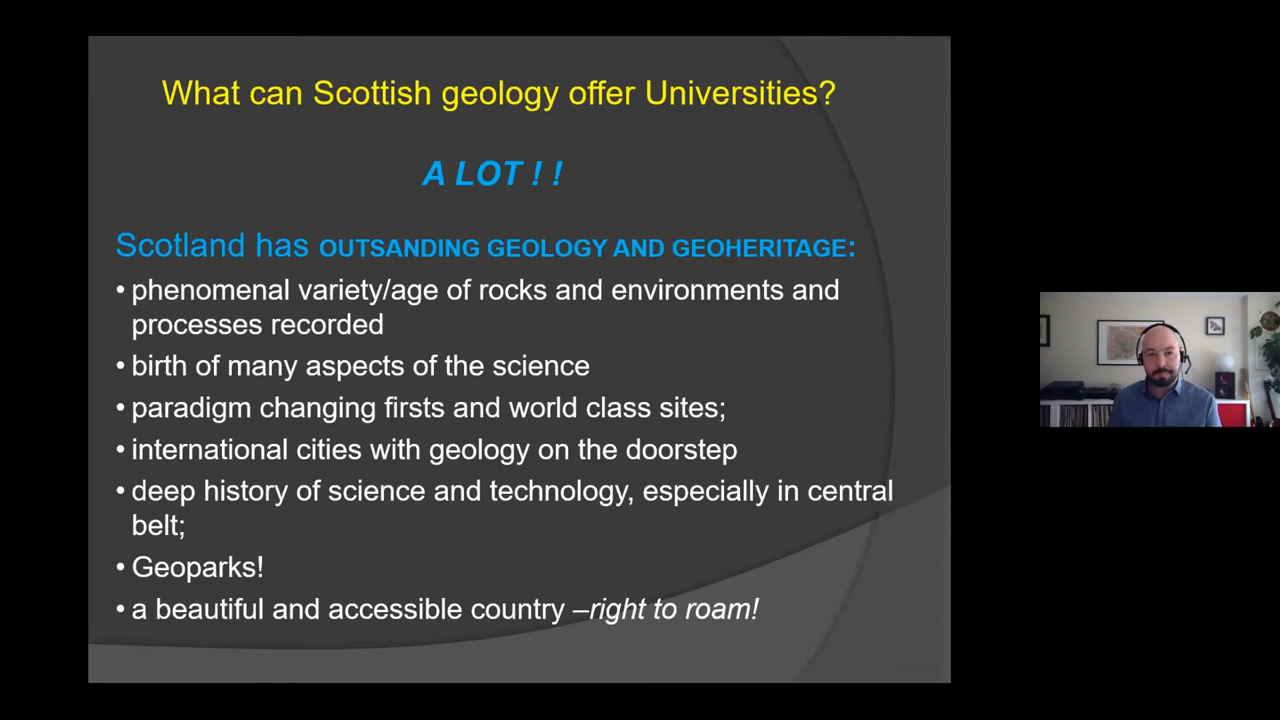 What can Scottish geology offer Universities?
A LOT ! !
Scotland has OUTSANDING GEOLOGY AND GEOHERITAGE:
• phenomenal variety/age of rocks and environments and
processes recorded
• birth of many aspects of the science
• paradigm changing firsts and world class sites;
• international cities with geology on the doorstep
• deep history of science and technology, especially in central
belt;
• Geoparks!
• a beautiful and accessible country –right to roam!